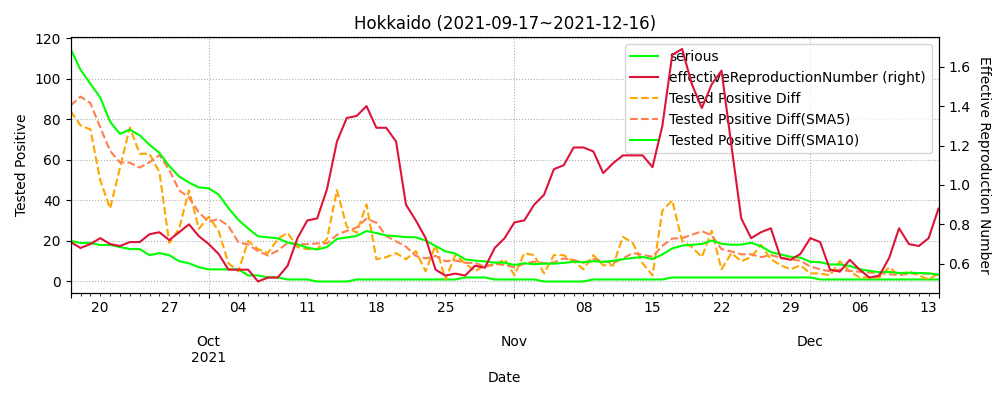 Hokkaido (2021-09-17~2021-12-16)
120
100
80
60
40
20
0
Tested Positive
serious
effectiveReproductionNumber (right)
Tested Positive Diff
Tested Positive Diff(SMA5)
Tested Positive Diff(SMA10)
1.6
1.4
1.2
1.0
0.8
0.6
Effective Reproduction Number
20 27 04 11 18 25 08 15 22 29 06 13
Oct Nov Dec
2021
Date